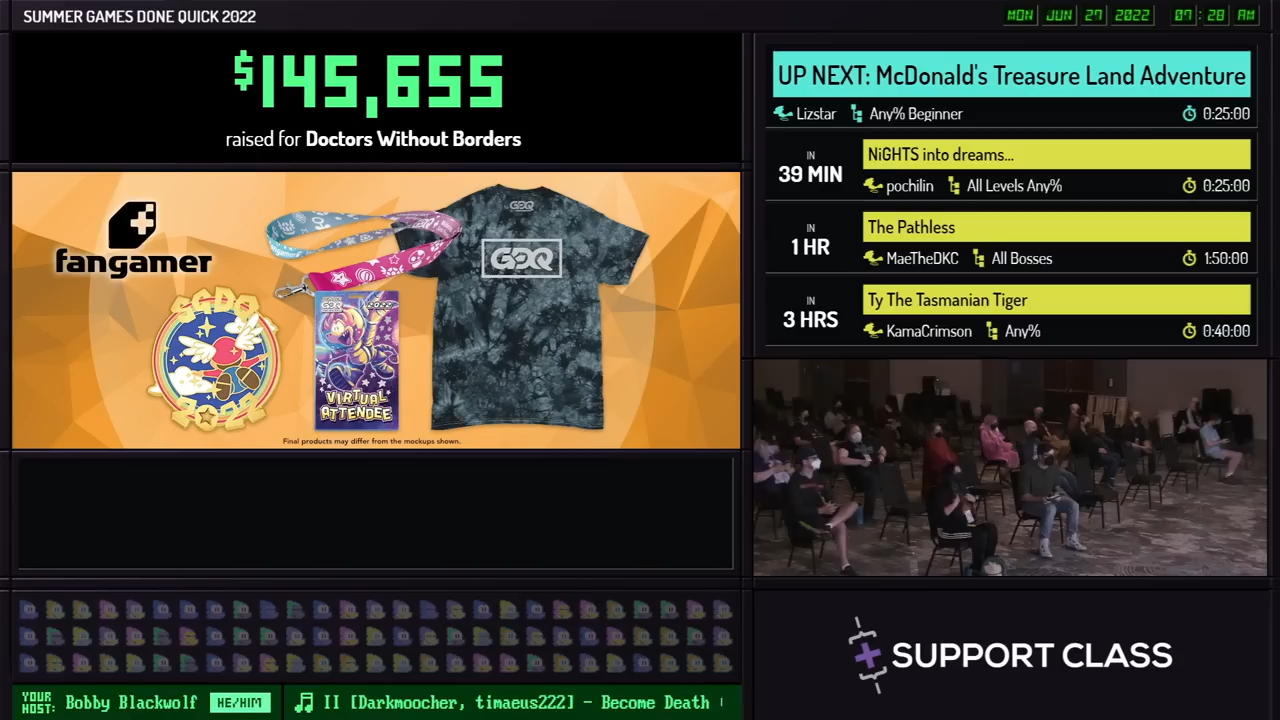 SUMMER GAMES DONE QUICK 2022
MON JUN 27 2022 07:28 AM
$145,655
raised for Doctors Without Borders
fangamer
SGDQ
2022
GDQ
2022
VIRTUAL
ATTENDEE
GDQ
GDQ
Final products may differ from the mockups shown.
UP NEXT: McDonald's Treasure Land Adventure
Lizstar Any% Beginner 0:25:00
IN
39 MIN
NiGHTS into dreams...
pochilin All Levels Any% 0:25:00
IN
1 HR
The Pathless
MaeTheDKC All Bosses 1:50:00
IN
3 HRS
Ty The Tasmanian Tiger
KamaCrimson Any% 0:40:00
SUPPORT CLASS
YOUR
HOST:
Bobby Blackwolf
HE/HIM
II [Darkmoocher, timaeus222] - Become Death